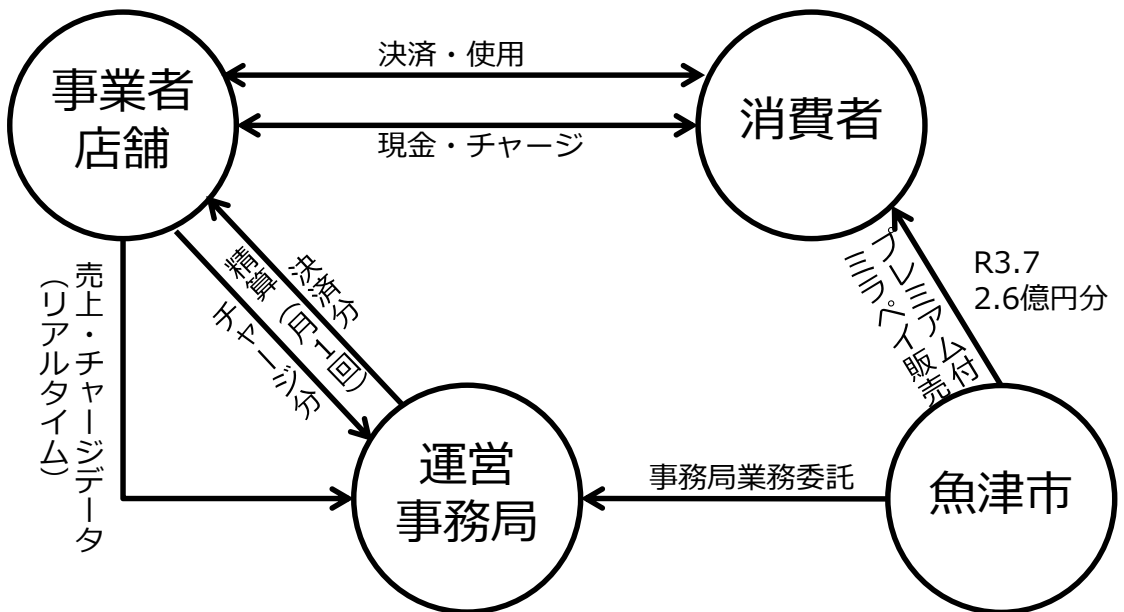 事業者
店舗
決済・使用
現金・チャージ
消費者
売上・チャージデータ
（リアルタイム）
決済分
精算（月１回）
チャージ分
プレミアム付
ミラペイ販売
R3.7
2.6億円分
運営
事務局
事務局業務委託
魚津市